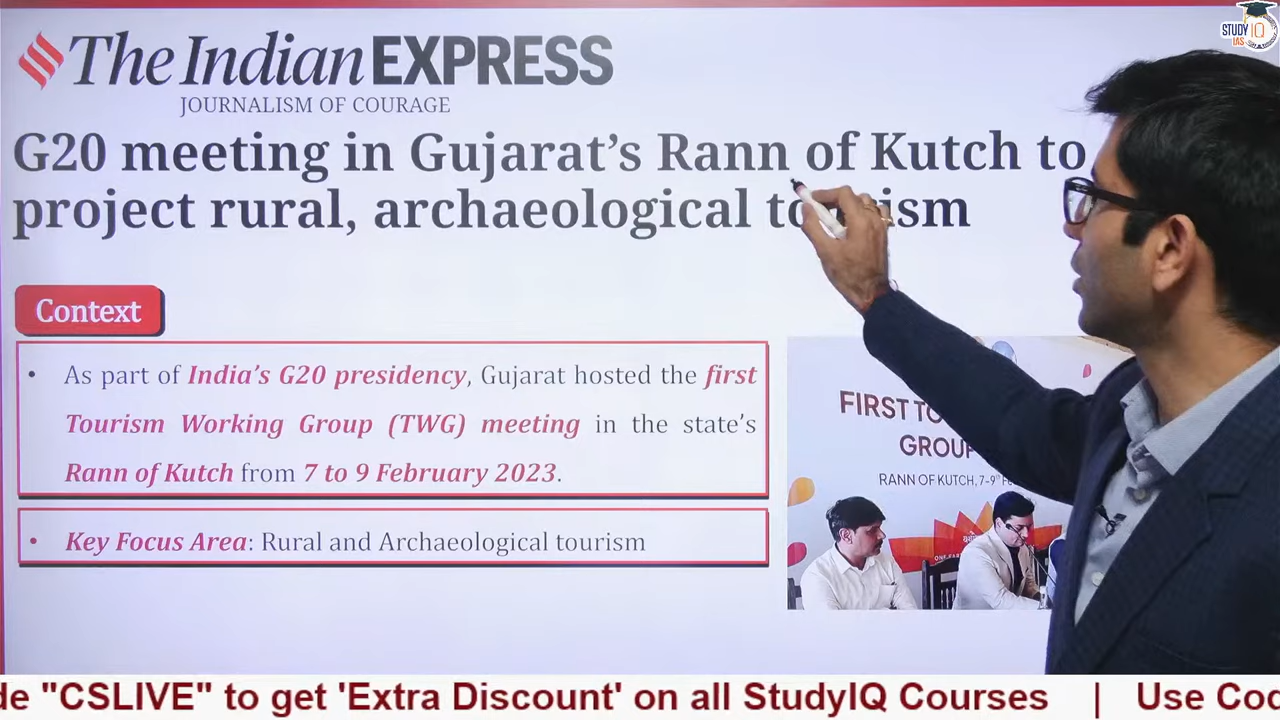 STUDY IQ
IAS
The Indian EXPRESS
JOURNALISM OF COURAGE
G20 meeting in Gujarat's Rann of Kutch to
project rural, archaeological tourism
Context
• As part of India's G20 presidency, Gujarat hosted the first
Tourism Working Group (TWG) meeting in the state's
Rann of Kutch from 7 to 9 February 2023.
• Key Focus Area: Rural and Archaeological tourism
FIRST
GROUP
RANN OF KUTCH, 7-9
"CSLIVE" to get 'Extra Discount' on all StudyIQ Courses | Use